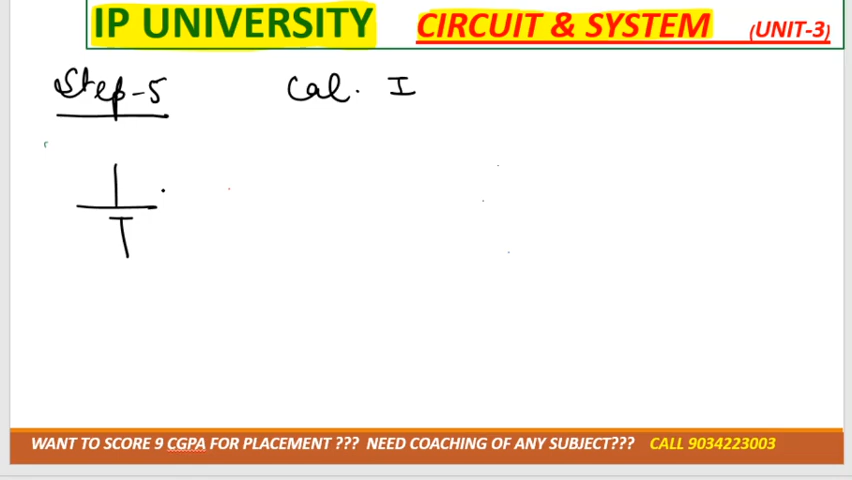 IP UNIVERSITY CIRCUIT & SYSTEM (UNIT-3)
Step-5 Cal. I
WANT TO SCORE 9 CGPA FOR PLACEMENT ??? NEED COACHING OF ANY SUBJECT??? CALL 9034223003